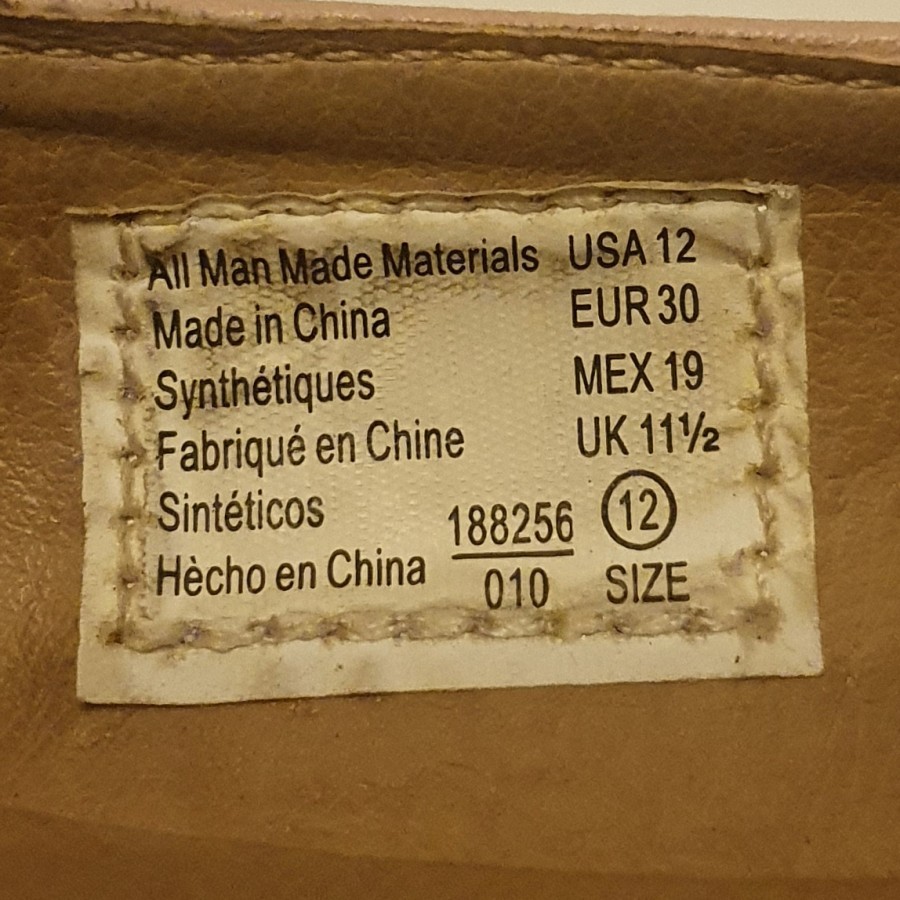 All Man Made Materials USA 12
Made in China EUR 30
Synthétiques MEX 19
Fabriqué en Chine UK 11½
Sintéticos 188256 12
Hècho en China 010 SIZE